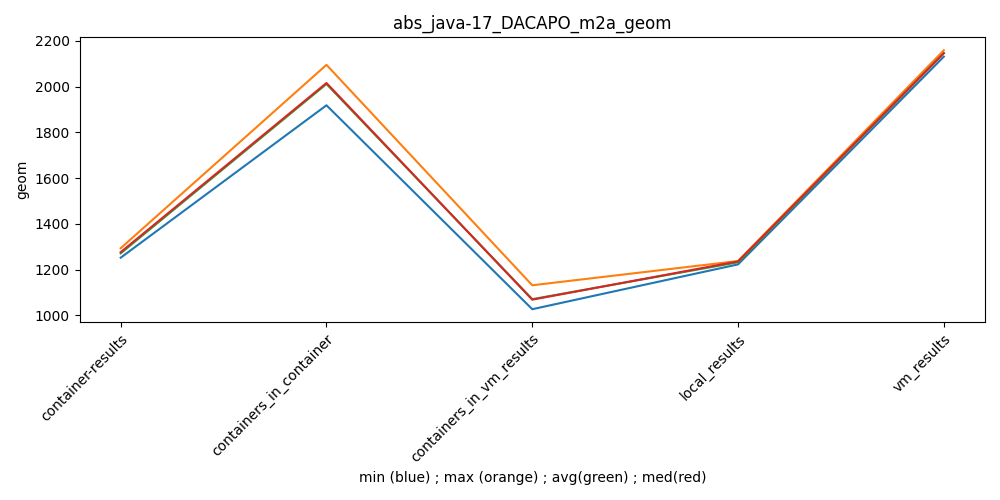 abs_java-17_DACAPO_m2a_geom
2200
2000
1800
1600
1400
1200
1000
geom
container-results
containers_in_container
containers_in_vm_results
local_results
vm_results
min (blue) ; max (orange) ; avg(green) ; med(red)